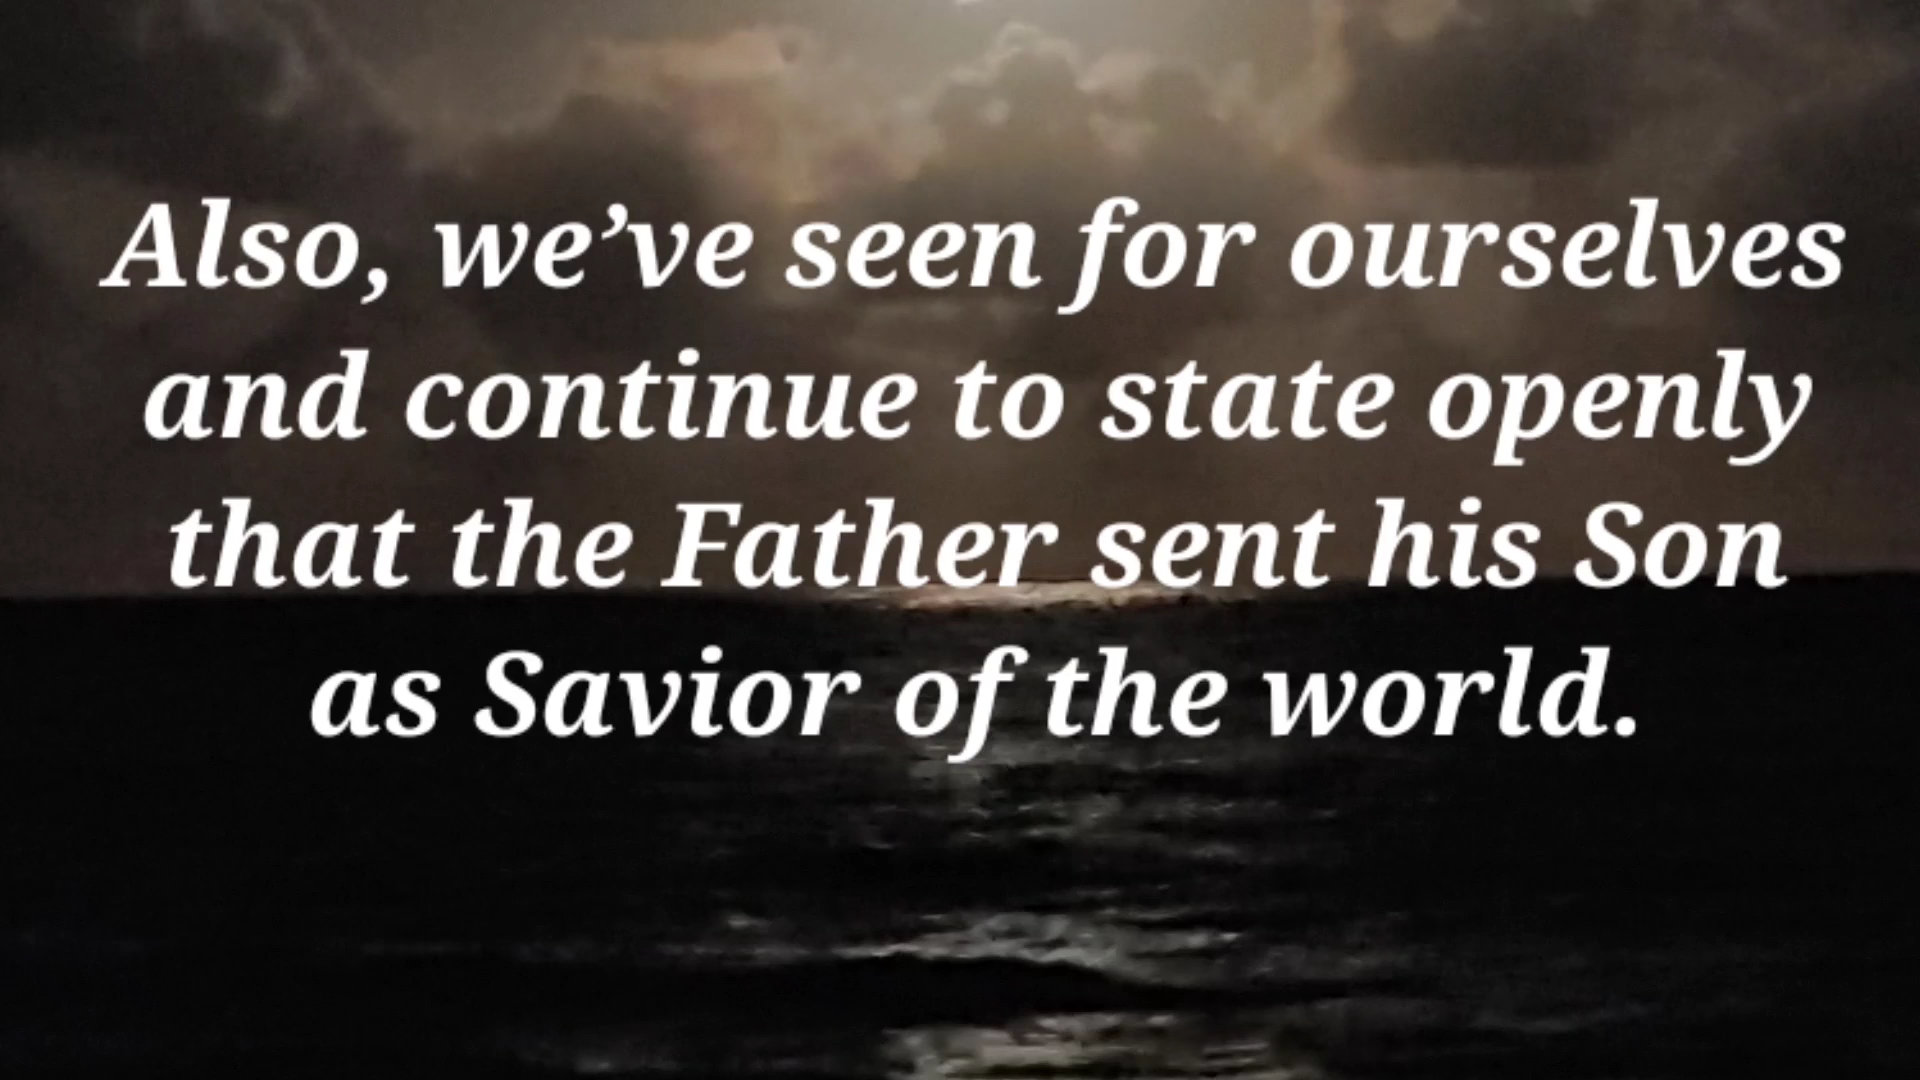 Also, we’ve seen for ourselves
and continue to state openly
that the Father sent his Son
as Savior of the world.